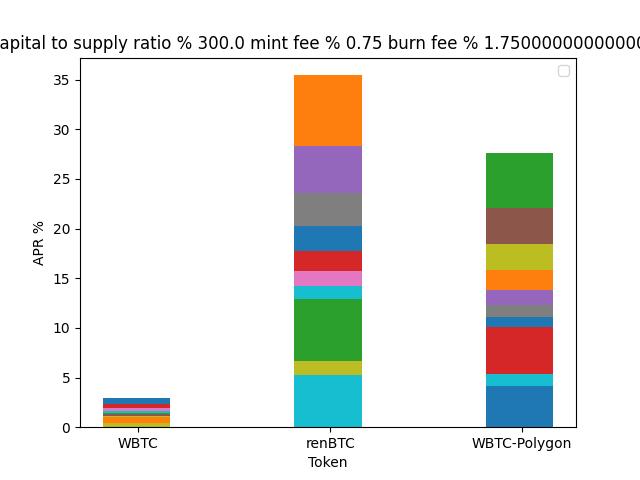 apital to supply ratio % 300.0 mint fee % 0.75 burn fee % 1.75000000000000
35
30
25
20
15
10
5
0
APR %
WBTC
renBTC
WBTC-Polygon
Token